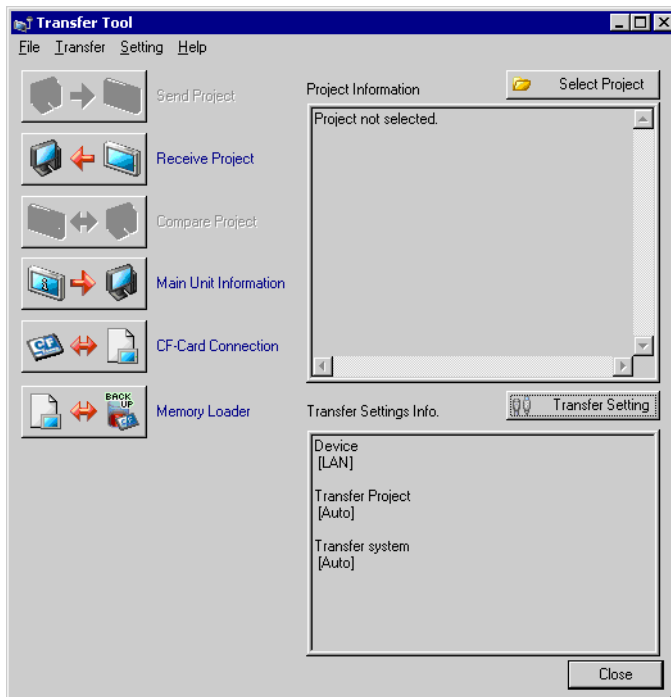 Transfer Tool
File Transfer Setting Help
Send Project
Receive Project
Compare Project
Main Unit Information
CF
CF-Card Connection
BACK
UP
CF
Memory Loader
Project Information
Select Project
Project not selected.
Transfer Settings Info.
Transfer Setting
Device
[LAN]
Transfer Project
[Auto]
Transfer system
[Auto]
Close